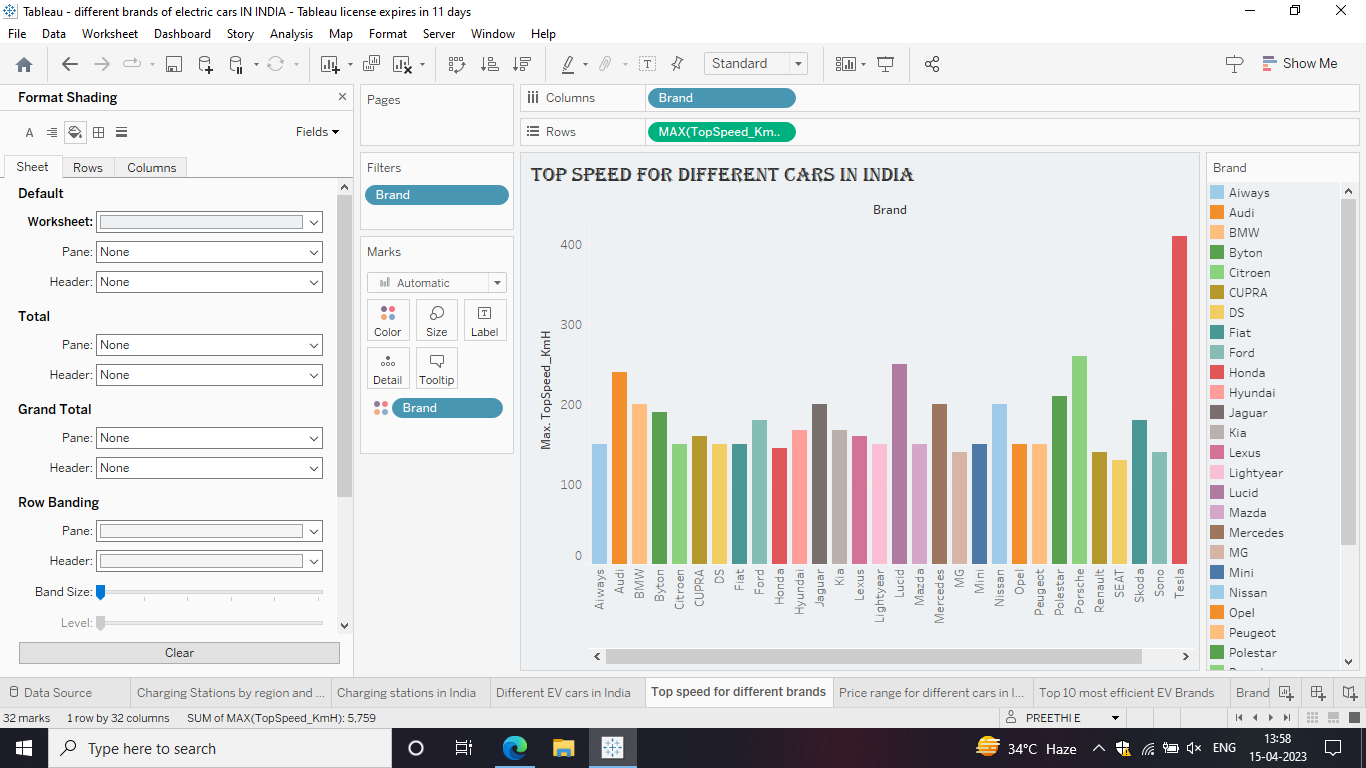 Tableau - different brands of electric cars IN INDIA - Tableau license expires in 11 days
File Data Worksheet Dashboard Story Analysis Map Format Server Window Help
Standard
Show Me
Format Shading
Fields
Sheet Rows Columns
Default
Worksheet:
Pane: None
Header: None
Total
Pane: None
Header: None
Grand Total
Pane: None
Header: None
Row Banding
Pane:
Header:
Band Size:
Level:
Clear
Pages
Filters
Brand
Marks
Automatic
Color Size Label
Detail Tooltip
Brand
Columns Brand
Rows MAX(TopSpeed_Km..
TOP SPEED FOR DIFFERENT CARS IN INDIA
Brand
Max. TopSpeed_KmH
400
300
200
100
0
Aiways
Audi
BMW
Byton
Citroen
CUPRA
DS
Fiat
Ford
Honda
Hyundai
Jaguar
Kia
Lexus
Lightyear
Lucid
Mazda
Mercedes
MG
Mini
Nissan
Opel
Peugeot
Polestar
Porsche
Renault
SEAT
Skoda
Sono
Tesla
Brand
Aiways
Audi
BMW
Byton
Citroen
CUPRA
DS
Fiat
Ford
Honda
Hyundai
Jaguar
Kia
Lexus
Lightyear
Lucid
Mazda
Mercedes
MG
Mini
Nissan
Opel
Peugeot
Polestar
Data Source Charging Stations by region and ... Charging stations in India Different EV cars in India Top speed for different brands Price range for different cars in I... Top 10 most efficient EV Brands Brand
32 marks 1 row by 32 columns SUM of MAX(TopSpeed_KmH): 5,759 PREETHI E
Type here to search
34°C Haze
ENG
13:58
15-04-2023